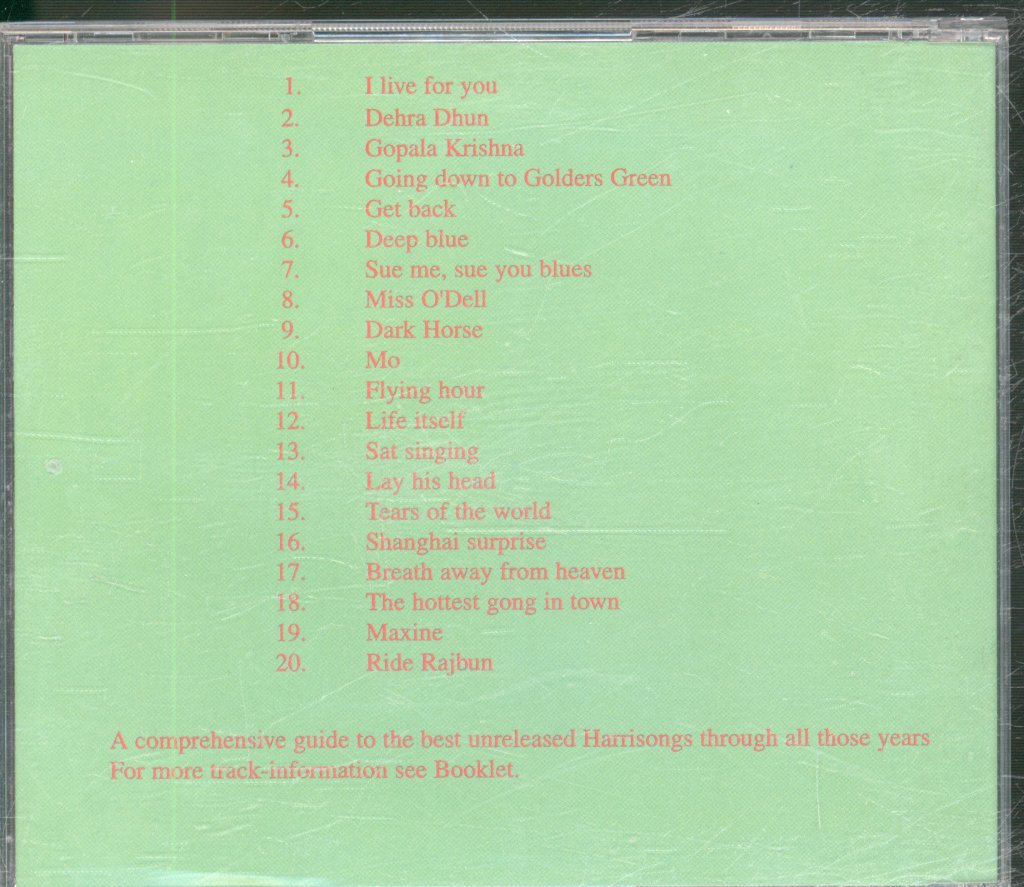 1. I live for you
2. Dehra Dhun
3. Gopala Krishna
4. Going down to Golders Green
5. Get back
6. Deep blue
7. Sue me, sue you blues
8. Miss O'Dell
9. Dark Horse
10. Mo
11. Flying hour
12. Life itself
13. Sat singing
14. Lay his head
15. Tears of the world
16. Shanghai surprise
17. Breath away from heaven
18. The hottest gong in town
19. Maxine
20. Ride Rajbun
A comprehensive guide to the best unreleased Harrisongs through all those years
For more track-information see Booklet.